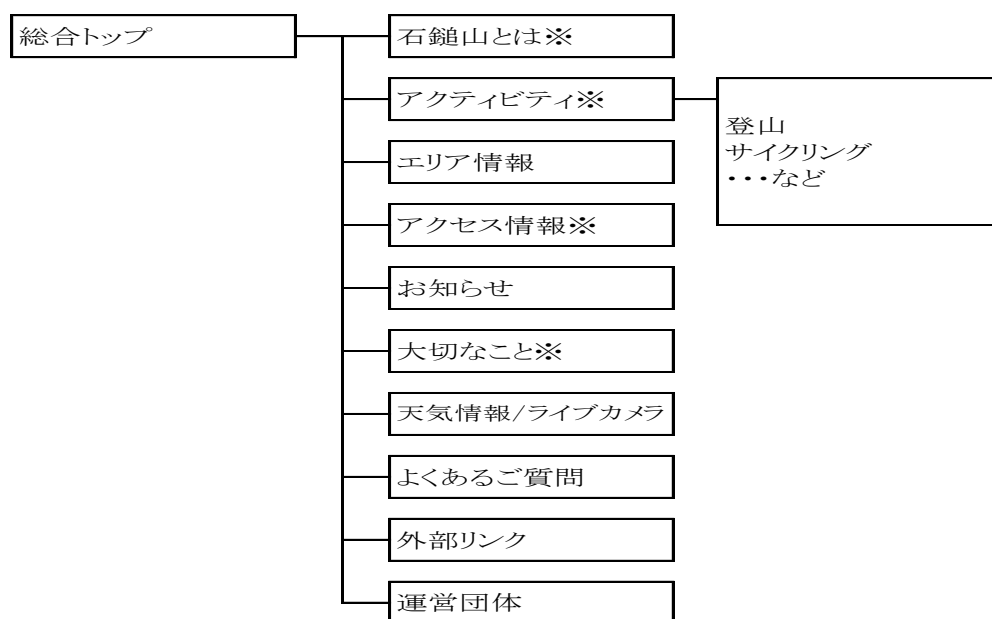 総合トップ
石鎚山とは※
アクティビティ※
登山
サイクリング
・・・など
エリア情報
アクセス情報※
お知らせ
大切なこと※
天気情報/ライブカメラ
よくあるご質問
外部リンク
運営団体